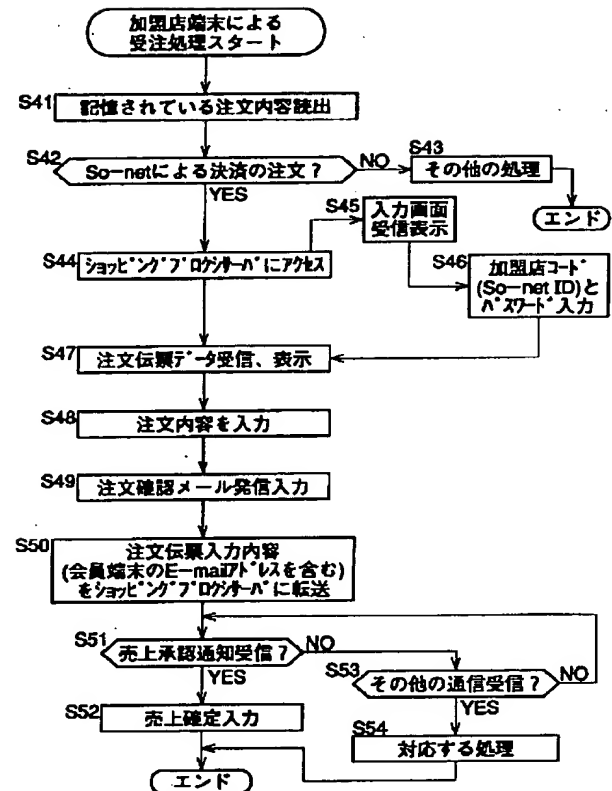 加盟店端末による
受注処理スタート
S41
記憶されている注文内容読出
S42
So-netによる決済の注文?
NO
S43
その他の処理
YES
エンド
S45
入力画面
受信表示
S44
ショッピングプロクシサーバにアクセス
S46
加盟店コード
(So-net ID)と
パスワード入力
S47
注文伝票データ受信、表示
S48
注文内容を入力
S49
注文確認メール発信入力
S50
注文伝票入力内容
(会員端末のE-mailアドレスを含む)
をショッピングプロクシサーバに転送
S51
売上承認通知受信?
NO
S53
その他の通信受信?
NO
YES
YES
S52
売上確定入力
S54
対応する処理
エンド